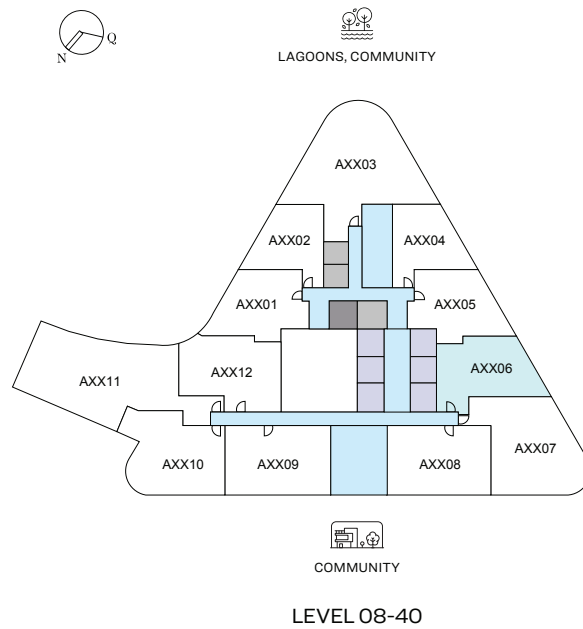 N
Q
LAGOONS, COMMUNITY
AXX03
AXX02
AXX04
AXX01
AXX05
AXX06
AXX11
AXX12
AXX10
AXX09
AXX08
AXX07
COMMUNITY
LEVEL 08-40